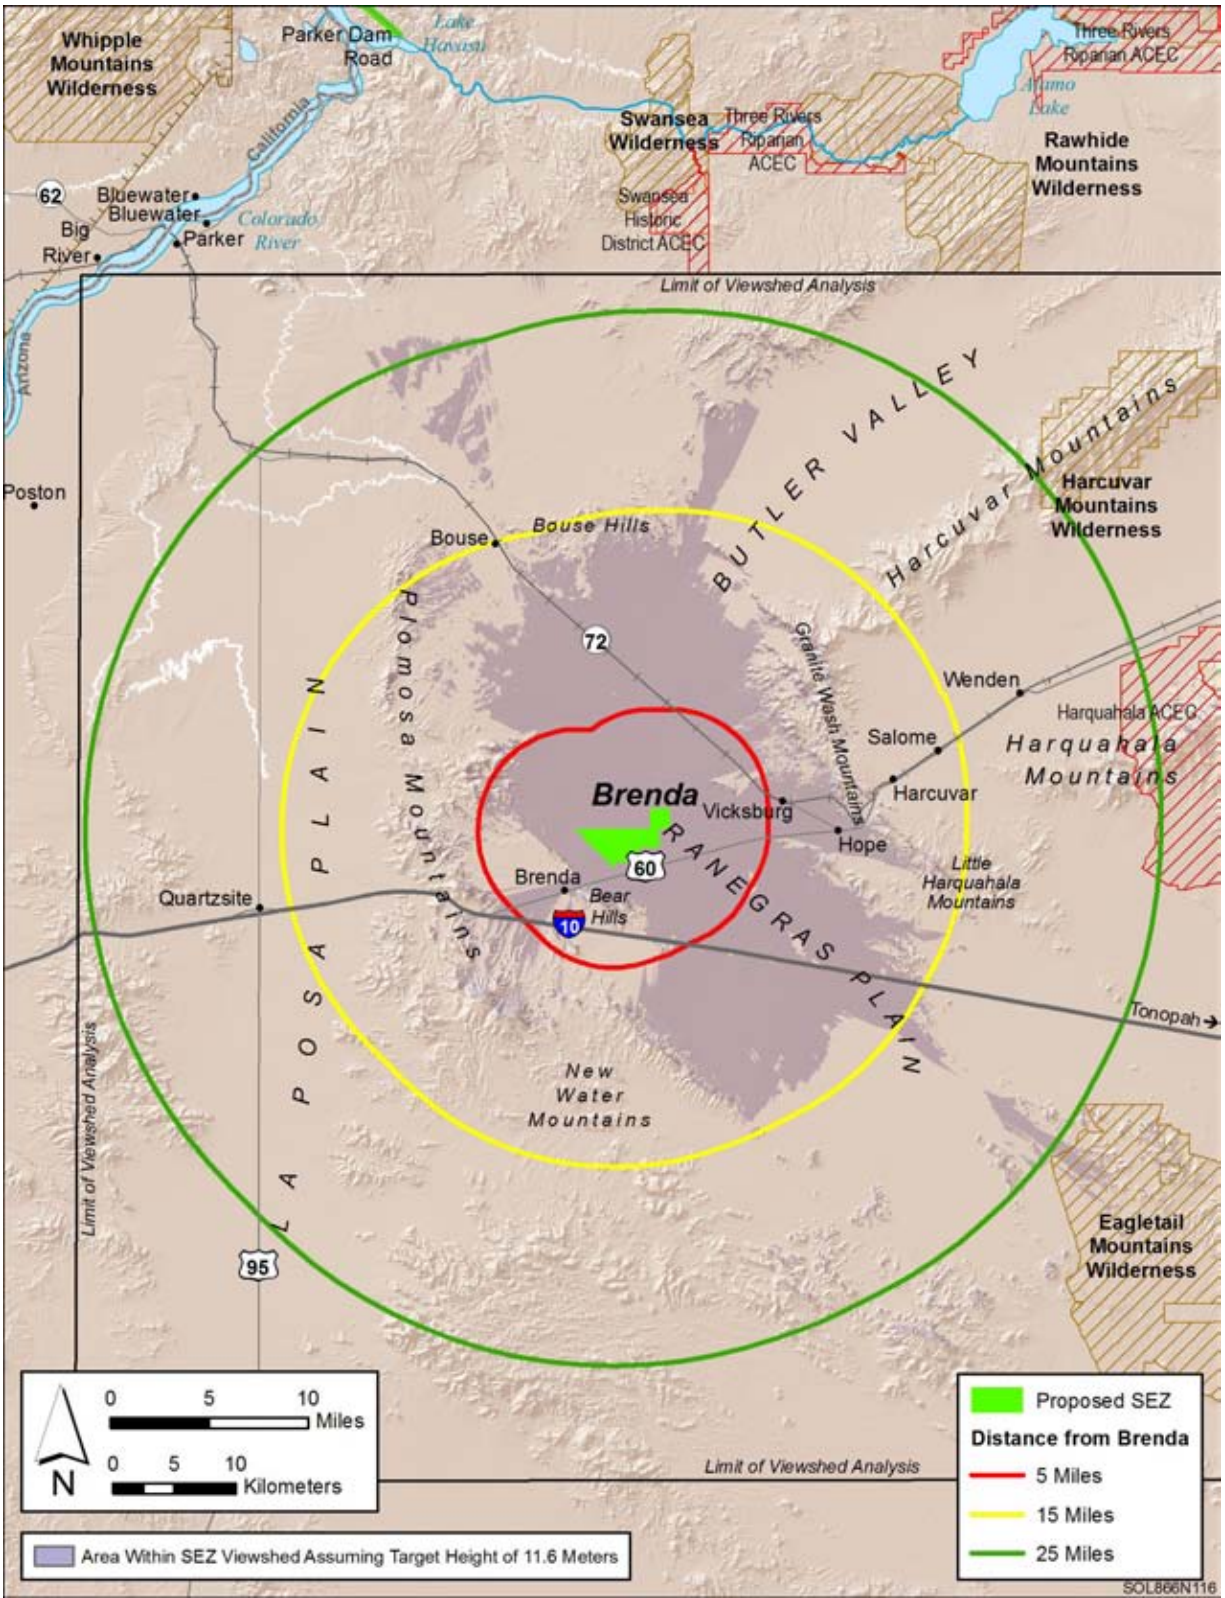 Whipple
Mountains
Wilderness
Parker Dam
Road
Lake
Havasu
Three Rivers
Riparian ACEC
Alamo
Lake
California
Swansea
Wilderness
Three Rivers
Riparian
ACEC
Rawhide
Mountains
Wilderness
62
Bluewater
Bluewater
Colorado
River
Swansea
Historic
District ACEC
Big
River
Parker
Limit of Viewshed Analysis
Arizona
BUTLER VALLEY
Harcuvar Mountains
Harcuvar
Mountains
Wilderness
Poston
Bouse
Bouse Hills
Plomosa Mountains
72
Granite Wash Mountains
Wenden
Harquahala ACEC
Harquahala
Mountains
Salome
Harcuvar
Brenda
Vicksburg
Hope
RANEGRAS PLAIN
60
Little
Harquahala
Mountains
Brenda
Bear
Hills
10
Quartzsite
LA POSA PLAIN
Tonopah
New
Water
Mountains
Limit of Viewshed Analysis
Eagletail
Mountains
Wilderness
95
0 5 10
Miles
0 5 10
Kilometers
N
Limit of Viewshed Analysis
Proposed SEZ
Distance from Brenda
5 Miles
15 Miles
25 Miles
Area Within SEZ Viewshed Assuming Target Height of 11.6 Meters
SOL866N116